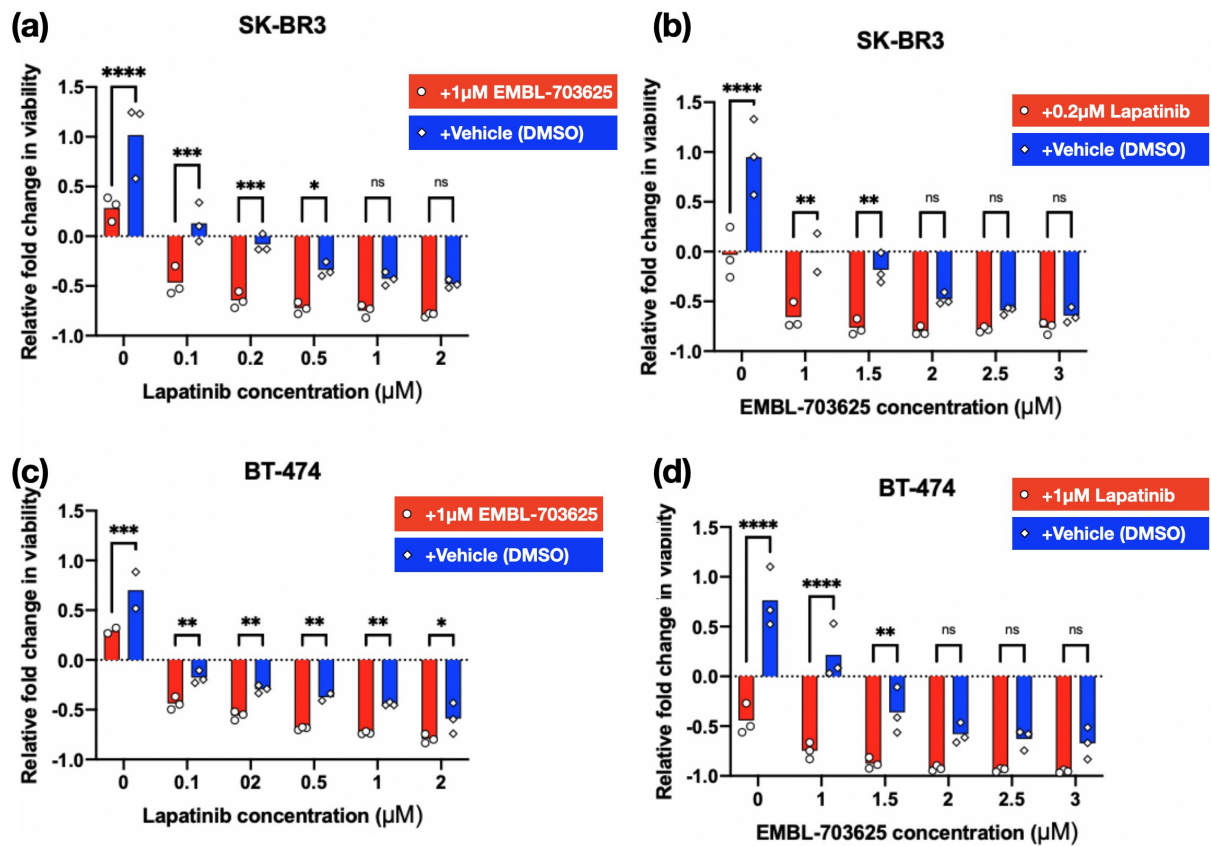 (a)
SK-BR3
Relative fold change in viability
1.5
1.0
0.5
0.0
-0.5
-1.0
****
***
***
*
ns
ns
+1µM EMBL-703625
+Vehicle (DMSO)
0 0.1 0.2 0.5 1 2
Lapatinib concentration (µM)
(b)
SK-BR3
Relative fold change in viability
1.5
1.0
0.5
0.0
-0.5
-1.0
****
**
**
ns
ns
ns
+0.2µM Lapatinib
+Vehicle (DMSO)
0 1 1.5 2 2.5 3
EMBL-703625 concentration (µM)
(c)
BT-474
Relative fold change in viability
1.5
1.0
0.5
0.0
-0.5
-1.0
***
**
**
**
**
*
+1µM EMBL-703625
+Vehicle (DMSO)
0 0.1 02 0.5 1 2
Lapatinib concentration (µM)
(d)
BT-474
Relative fold change in viability
1.5
1.0
0.5
0.0
-0.5
-1.0
****
****
**
ns
ns
ns
+1µM Lapatinib
+Vehicle (DMSO)
0 1 1.5 2 2.5 3
EMBL-703625 concentration (µM)